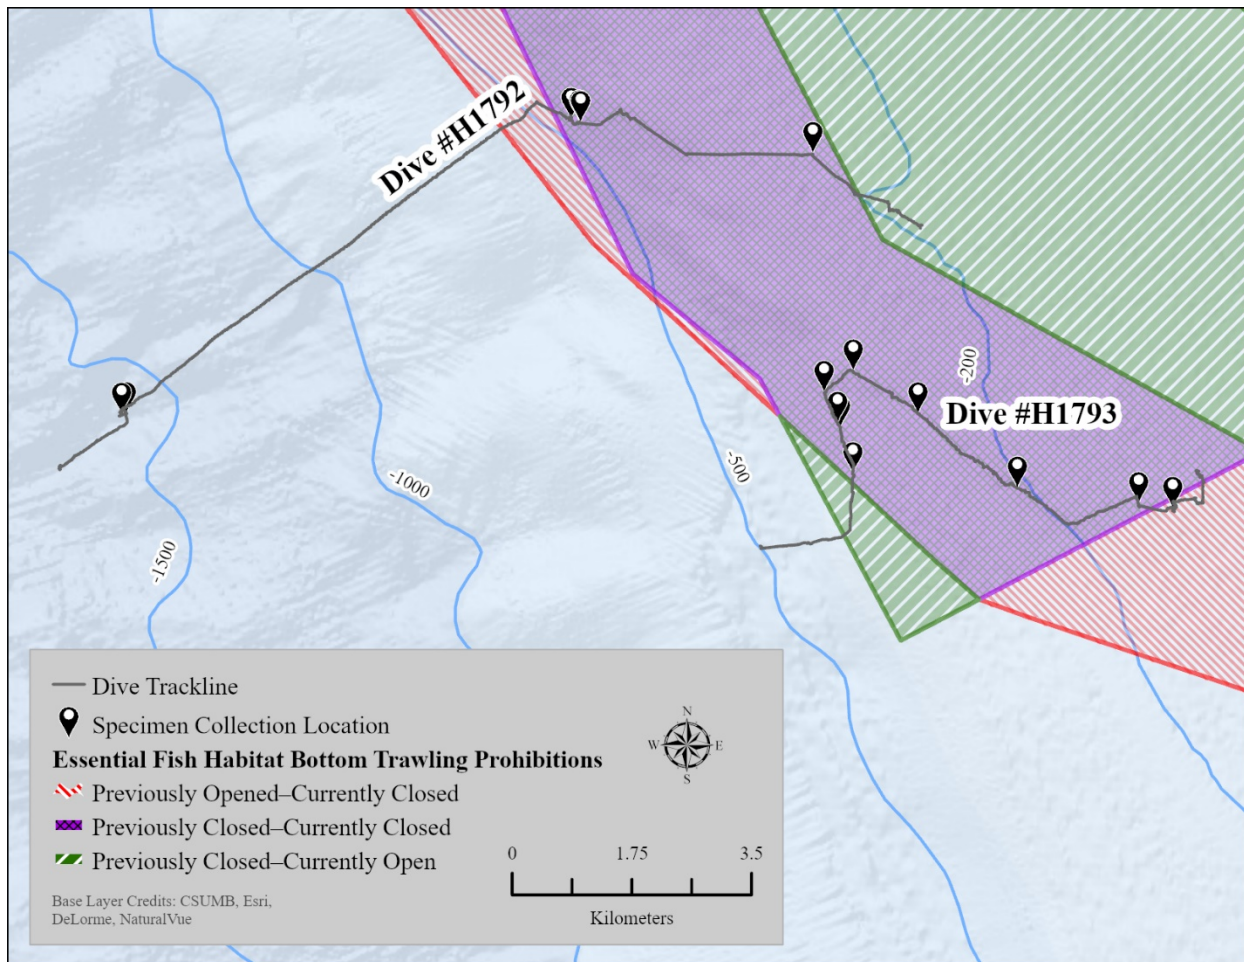 Dive #H1792
-200
Dive #H1793
-500
-1000
-1500
Dive Trackline
Specimen Collection Location
N
W E
S
Essential Fish Habitat Bottom Trawling Prohibitions
Previously Opened–Currently Closed
Previously Closed–Currently Closed
Previously Closed–Currently Open
0 1.75 3.5
Kilometers
Base Layer Credits: CSUMB, Esri,
DeLorme, NaturalVue